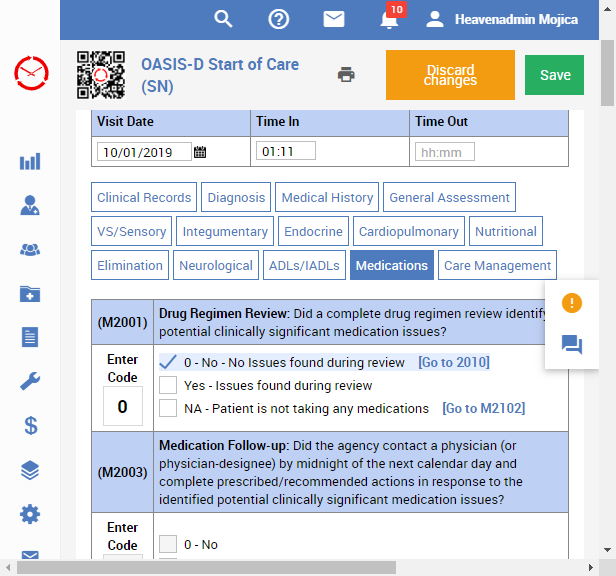 10
Heavenadmin Mojica
OASIS-D Start of Care
(SN)
Discard
changes
Save
Visit Date
Time In
Time Out
10/01/2019
01:11
hh:mm
Clinical Records
Diagnosis
Medical History
General Assessment
VS/Sensory
Integumentary
Endocrine
Cardiopulmonary
Nutritional
Elimination
Neurological
ADLs/IADLs
Medications
Care Management
(M2001)
Drug Regimen Review: Did a complete drug regimen review identify
potential clinically significant medication issues?
Enter
Code
0
0 - No - No Issues found during review [Go to 2010]
Yes - Issues found during review
NA - Patient is not taking any medications [Go to M2102]
(M2003)
Medication Follow-up: Did the agency contact a physician (or
physician-designee) by midnight of the next calendar day and
complete prescribed/recommended actions in response to the
identified potential clinically significant medication issues?
Enter
Code
0 - No